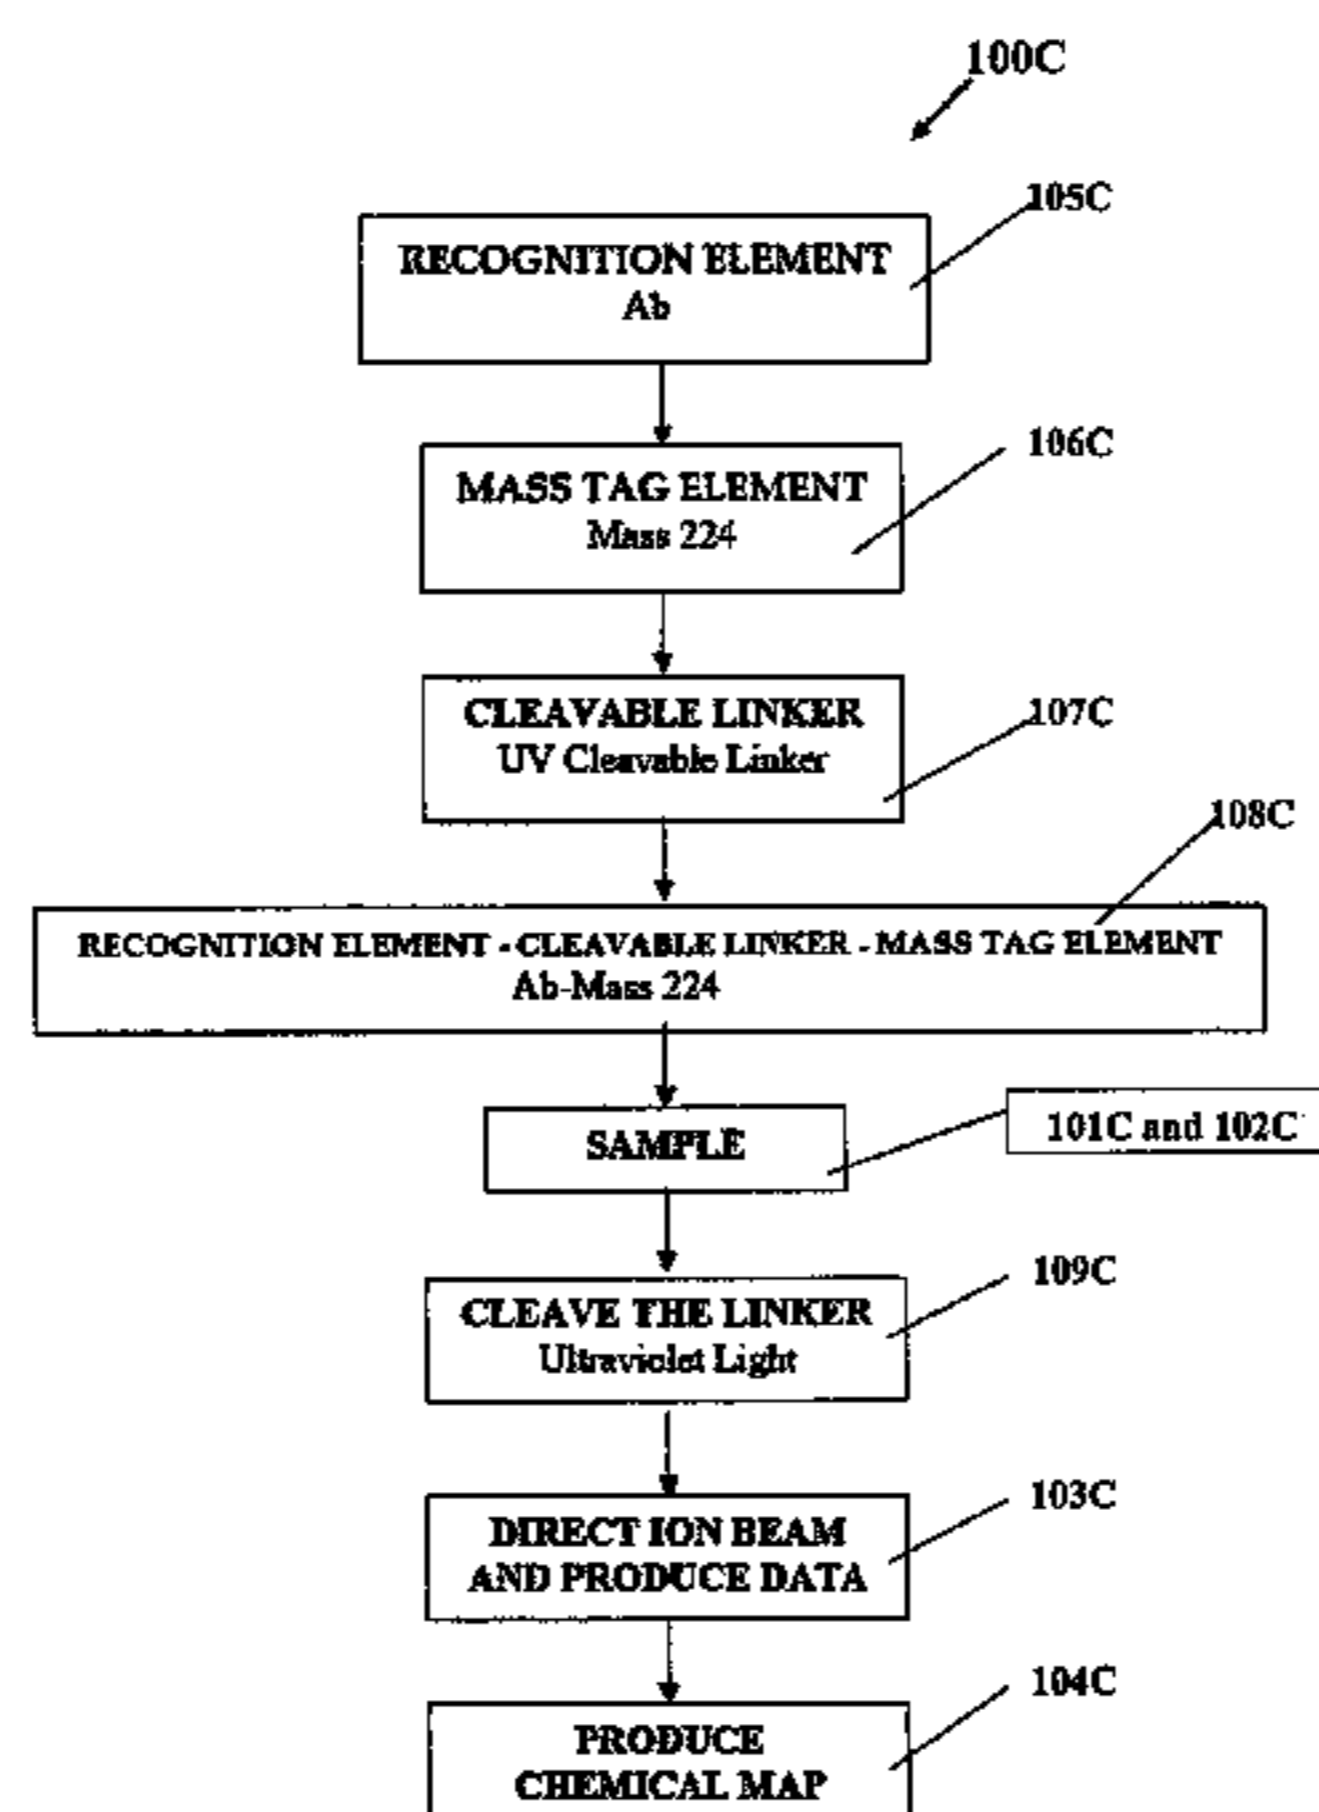 100C
105C
RECOGNITION ELEMENT
Ab
106C
MASS TAG ELEMENT
Mass 224
CLEAVABLE LINKER
107C
UV Cleavable Linker
108C
RECOGNITION ELEMENT - CLEAVABLE LINKER - MASS TAG ELEMENT
Ab-Mass 224
101C and 102C
SAMPLE
109C
CLEAVE THE LINKER
Ultraviolet Light
103C
DIRECT ION BEAM
AND PRODUCE DATA
104C
PRODUCE
CHEMICAL MAP